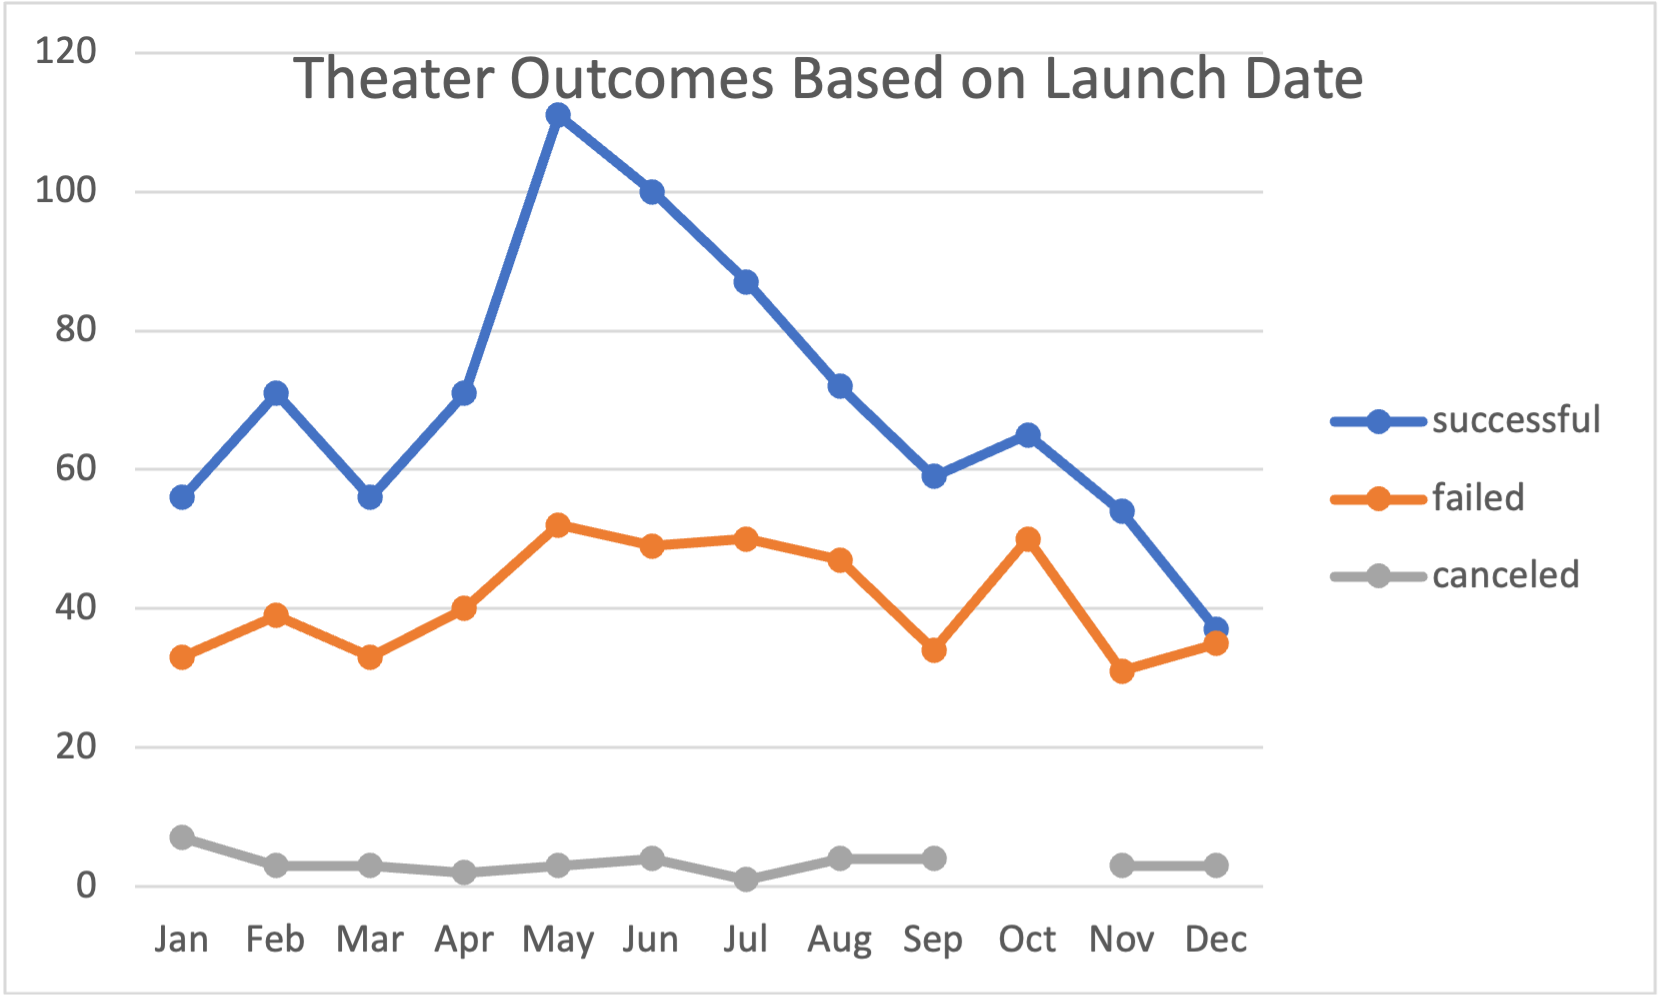 Theater Outcomes Based on Launch Date
120
100
80
60
40
20
0
Jan Feb Mar Apr May Jun Jul Aug Sep Oct Nov Dec
successful
failed
canceled